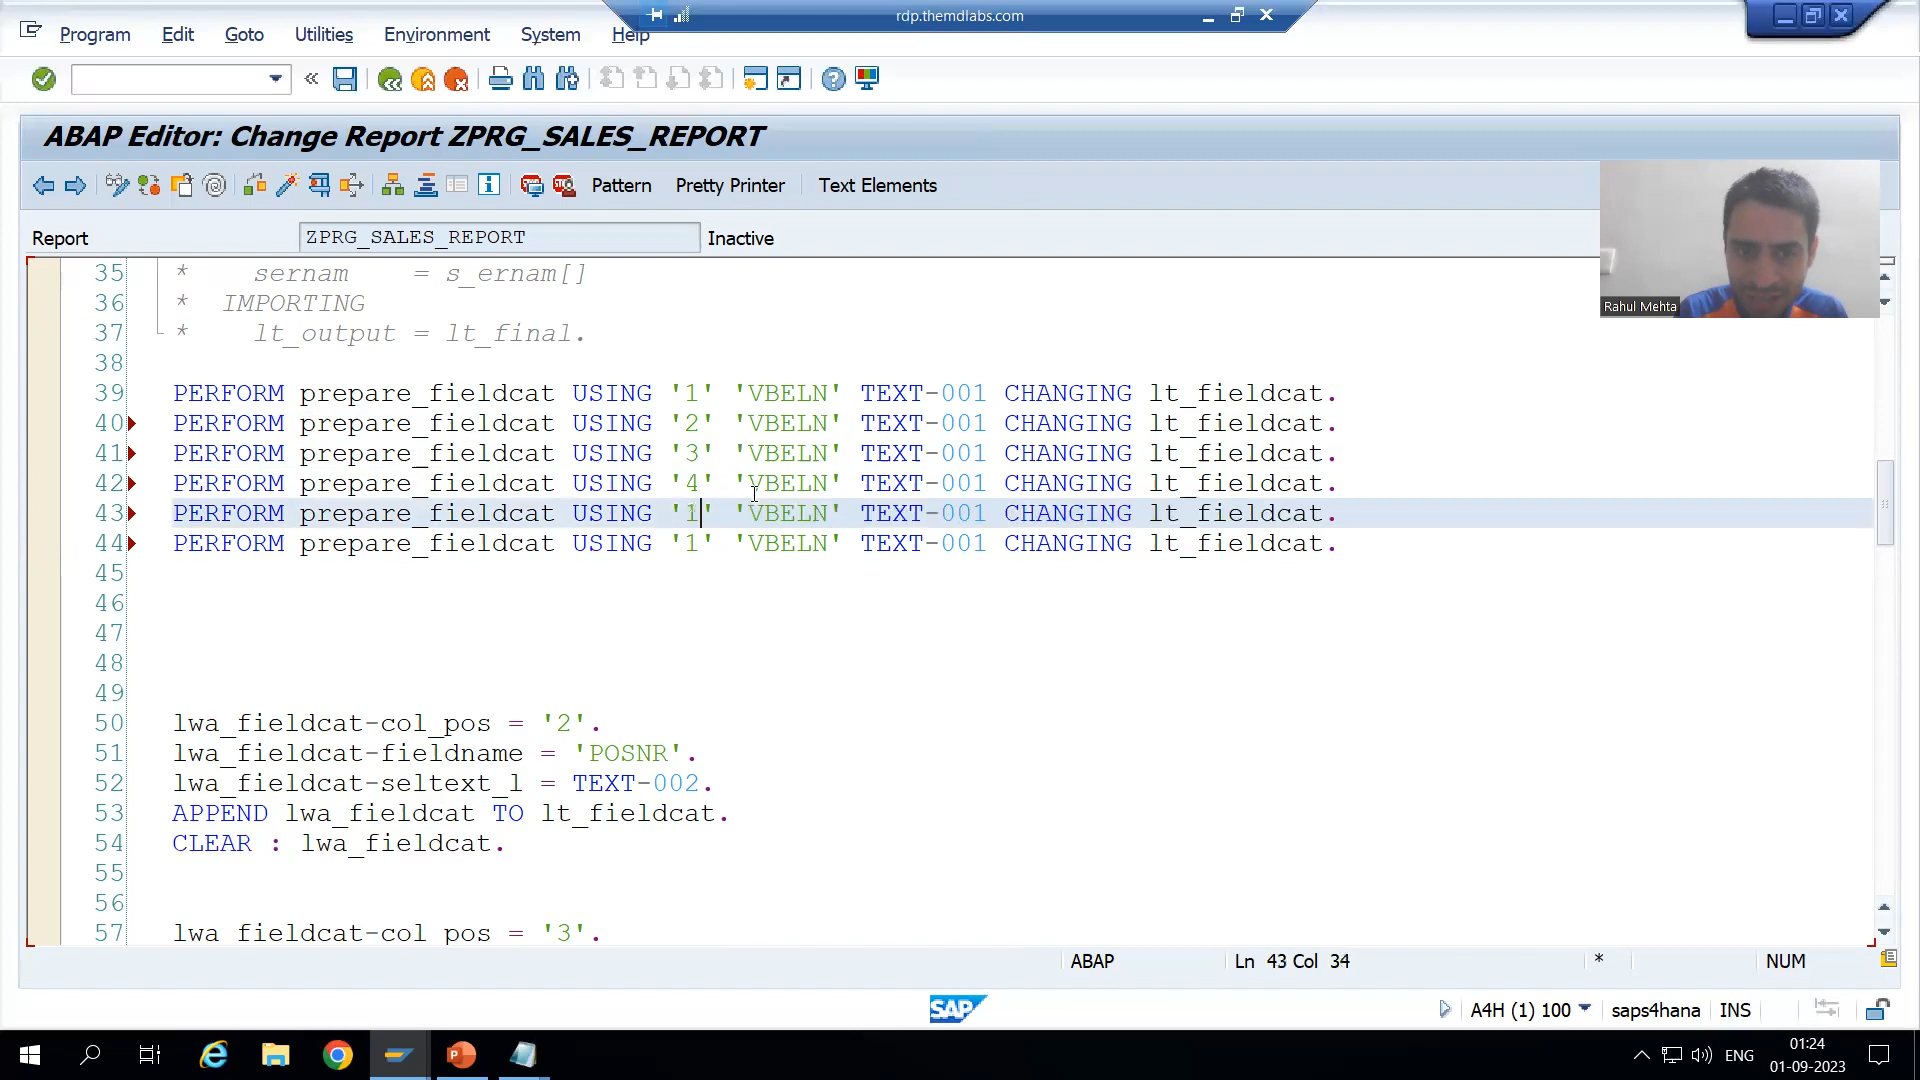 rdp.themdlabs.com
Program Edit Goto Utilities Environment System Help
ABAP Editor: Change Report ZPRG_SALES_REPORT
Pattern Pretty Printer Text Elements
Report ZPRG_SALES_REPORT Inactive
Rahul Mehta
35 * sernam = s_ernam[]
36 * IMPORTING
37 * lt_output = lt_final.
38
39 PERFORM prepare_fieldcat USING '1' 'VBELN' TEXT-001 CHANGING lt_fieldcat.
40 PERFORM prepare_fieldcat USING '2' 'VBELN' TEXT-001 CHANGING lt_fieldcat.
41 PERFORM prepare_fieldcat USING '3' 'VBELN' TEXT-001 CHANGING lt_fieldcat.
42 PERFORM prepare_fieldcat USING '4' 'VBELN' TEXT-001 CHANGING lt_fieldcat.
43 PERFORM prepare_fieldcat USING '1' 'VBELN' TEXT-001 CHANGING lt_fieldcat.
44 PERFORM prepare_fieldcat USING '1' 'VBELN' TEXT-001 CHANGING lt_fieldcat.
45
46
47
48
49
50 lwa_fieldcat-col_pos = '2'.
51 lwa_fieldcat-fieldname = 'POSNR'.
52 lwa_fieldcat-seltext_l = TEXT-002.
53 APPEND lwa_fieldcat TO lt_fieldcat.
54 CLEAR : lwa_fieldcat.
55
56
57 lwa_fieldcat-col_pos = '3'.
ABAP Ln 43 Col 34 * NUM
SAP A4H (1) 100 saps4hana INS
ENG 01:24
01-09-2023